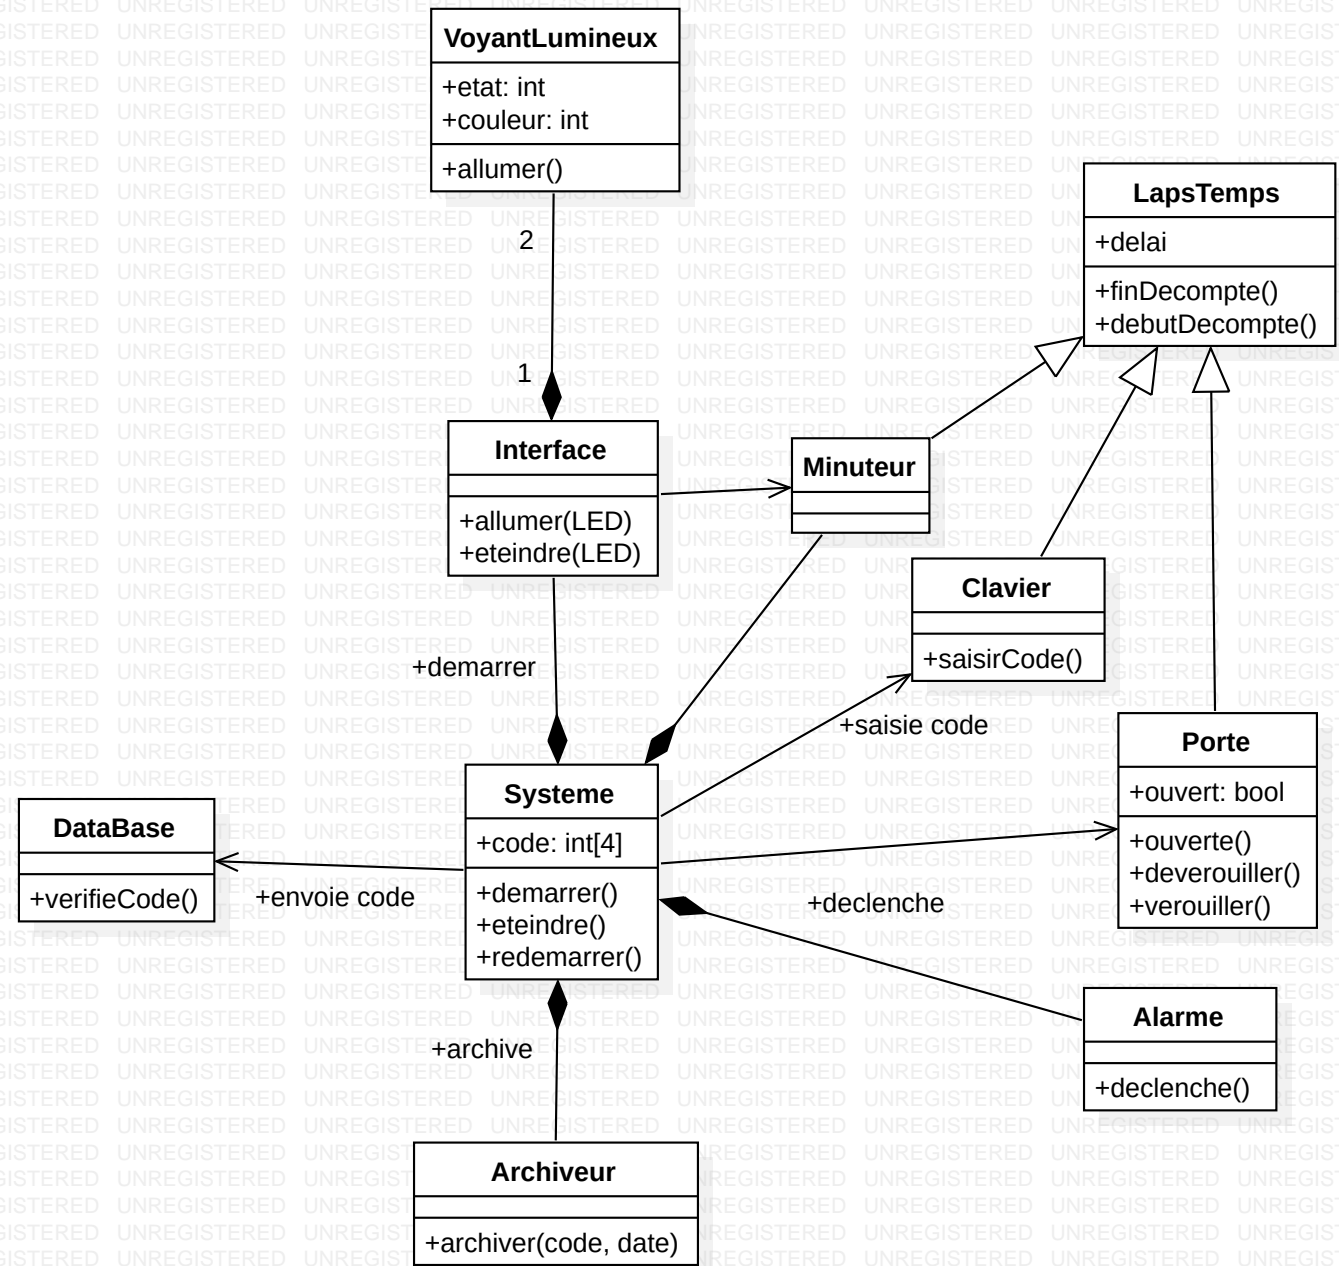 VoyantLumineux
+etat: int
+couleur: int
+allumer()
2
1
LapsTemps
+delai
+finDecompte()
+debutDecompte()
Interface
+allumer(LED)
+eteindre(LED)
Minuteur
Clavier
+saisirCode()
+demarrer
+saisie code
Porte
+ouvert: bool
+ouverte()
+deverouiller()
+verouiller()
Systeme
+code: int[4]
+demarrer()
+eteindre()
+redemarrer()
DataBase
+verifieCode()
+envoie code
+declenche
Alarme
+declenche()
+archive
Archiveur
+archiver(code, date)
UNREGISTERED